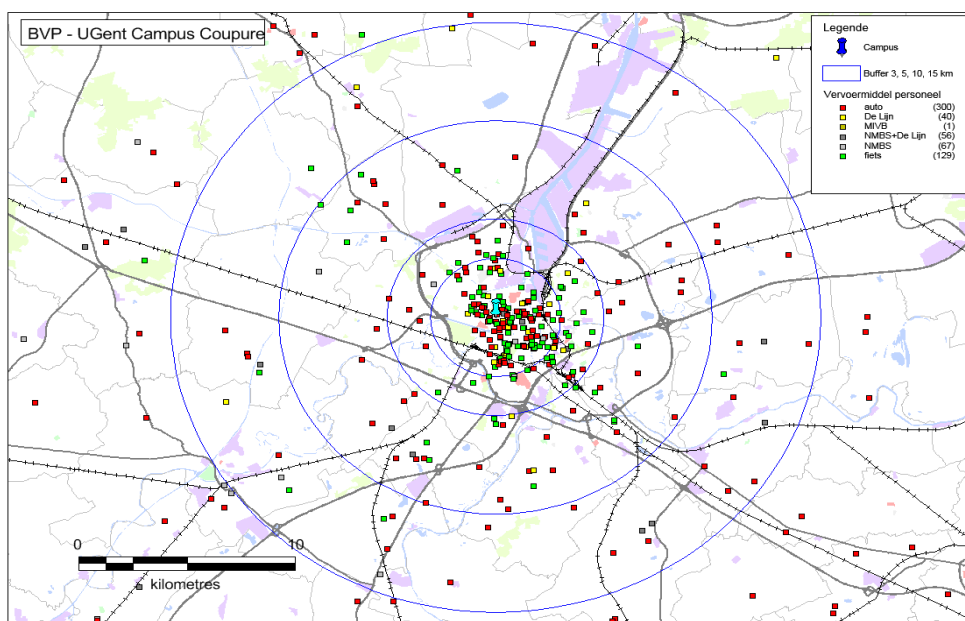 BVP - UGent Campus Coupure
Legende
Campus
Buffer 3, 5, 10, 15 km
Vervoermiddel personeel
auto (300)
De Lijn (40)
MIVB (1)
NMBS+De Lijn (56)
NMBS (67)
fiets (129)
0 10
kilometres